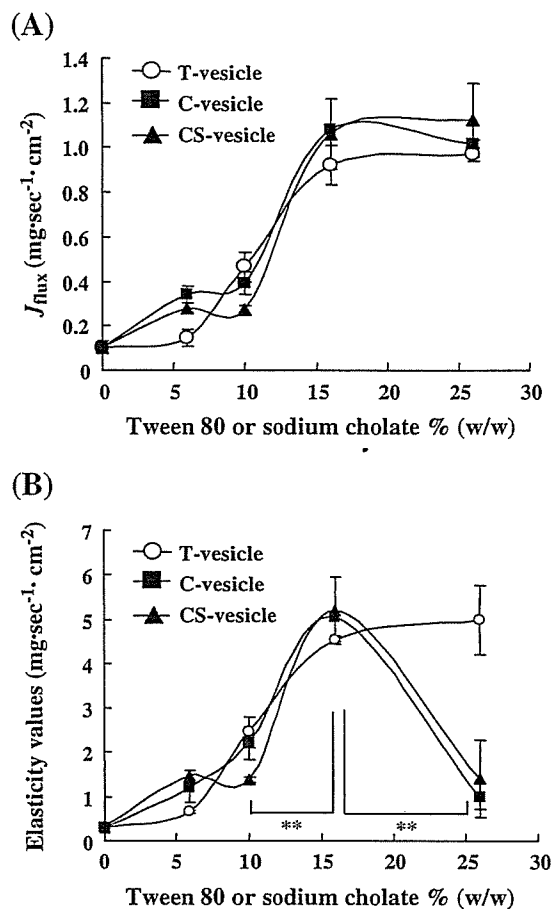 (A)
1.4
1.2
1.0
0.8
0.6
0.4
0.2
0
J flux (mg·sec-1·cm-2)
T-vesicle
C-vesicle
CS-vesicle
0 5 10 15 20 25 30
Tween 80 or sodium cholate % (w/w)
(B)
7
6
5
4
3
2
1
0
Elasticity values (mg·sec-1·cm-2)
T-vesicle
C-vesicle
CS-vesicle
** **
0 5 10 15 20 25 30
Tween 80 or sodium cholate % (w/w)